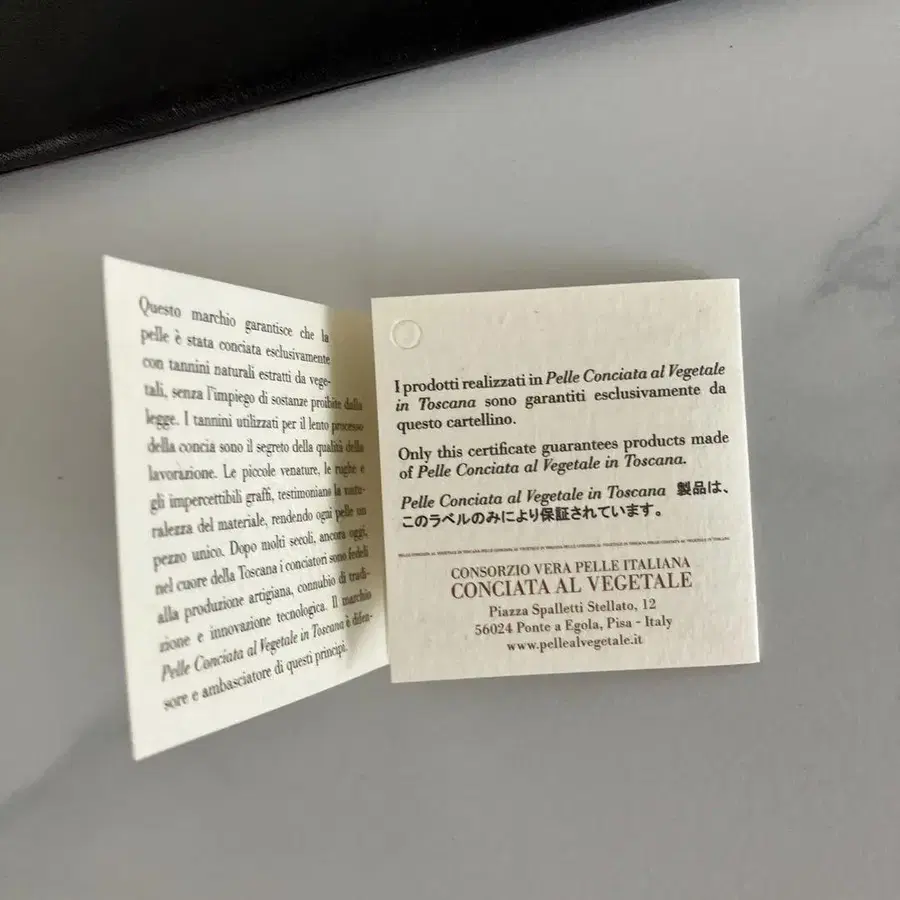 Questo marchio garantisce che la
pelle è stata conciata esclusivamente
con tannini naturali estratti da vege-
tali, senza l'impiego di sostanze proibite dalla
legge. I tannini utilizzati per il lento processo
della concia sono il segreto della qualità della
lavorazione. Le piccole venature, le rughe e
gli impercettibili graffi, testimoniano la natu-
ralezza del materiale, rendendo ogni pelle un
pezzo unico. Dopo molti secoli, ancora oggi,
nel cuore della Toscana i conciatori sono fedeli
alla produzione artigiana, connubio di tradi-
zione e innovazione tecnologica. Il marchio
Pelle Conciata al Vegetale in Toscana è difen-
sore e ambasciatore di questi principi.
I prodotti realizzati in Pelle Conciata al Vegetale
in Toscana sono garantiti esclusivamente da
questo cartellino.
Only this certificate guarantees products made
of Pelle Conciata al Vegetale in Toscana.
Pelle Conciata al Vegetale in Toscana 製品は、
このラベルのみにより保証されています。
CONSORZIO VERA PELLE ITALIANA
CONCIATA AL VEGETALE
Piazza Spalletti Stellato, 12
56024 Ponte a Egola, Pisa - Italy
www.pellealvegetale.it